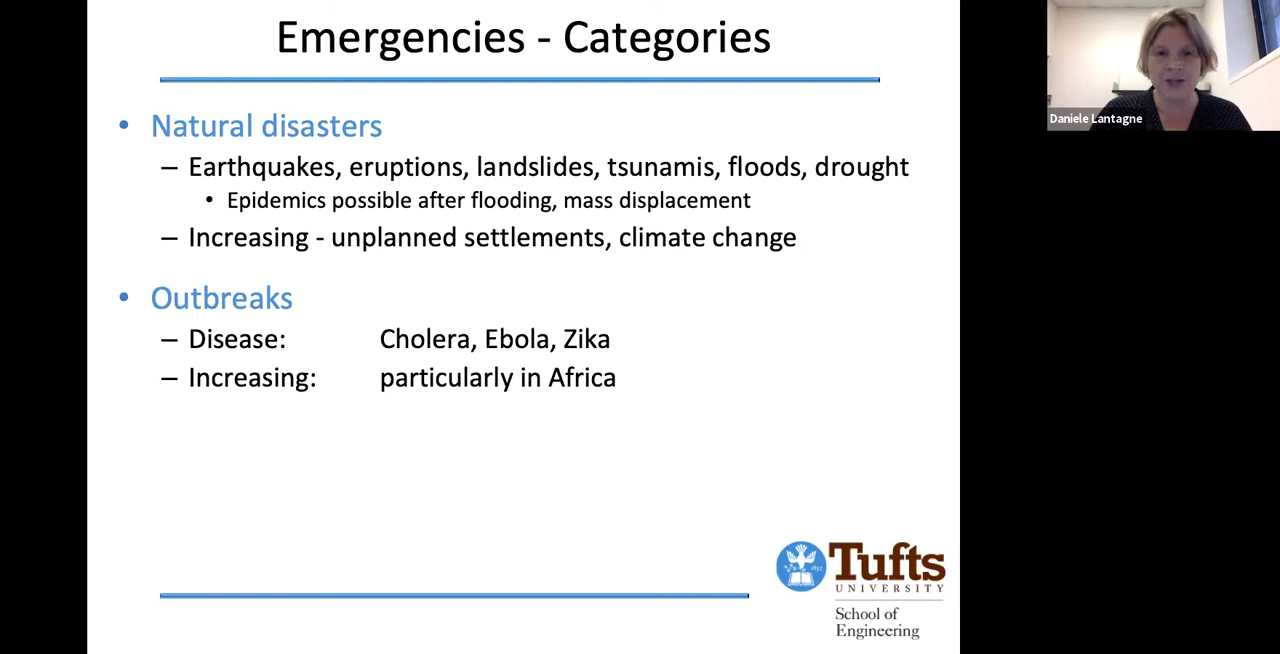 Emergencies - Categories
Daniele Lantagne
• Natural disasters
– Earthquakes, eruptions, landslides, tsunamis, floods, drought
• Epidemics possible after flooding, mass displacement
– Increasing - unplanned settlements, climate change
• Outbreaks
– Disease: Cholera, Ebola, Zika
– Increasing: particularly in Africa
1852
Tufts
UNIVERSITY
School of
Engineering